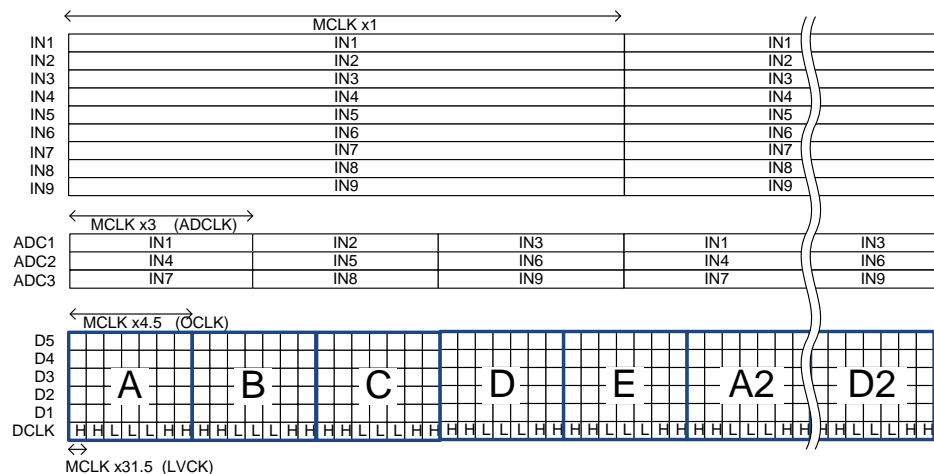 MCLK x1
IN1 IN1 IN1
IN2 IN2 IN2
IN3 IN3 IN3
IN4 IN4 IN4
IN5 IN5 IN5
IN6 IN6 IN6
IN7 IN7 IN7
IN8 IN8 IN8
IN9 IN9 IN9
MCLK x3 (ADCLK)
ADC1 IN1 IN2 IN3 IN1 IN3
ADC2 IN4 IN5 IN6 IN4 IN6
ADC3 IN7 IN8 IN9 IN7 IN9
MCLK x4.5 (OCLK)
D5
D4
D3 A B C D E A2 D2
D2
D1
DCLK H H L L L H H H H L L L H H H H L L L H H H H L L L H H H H L L L H H H H L L L H H H H L L L H H
MCLK x31.5 (LVCK)